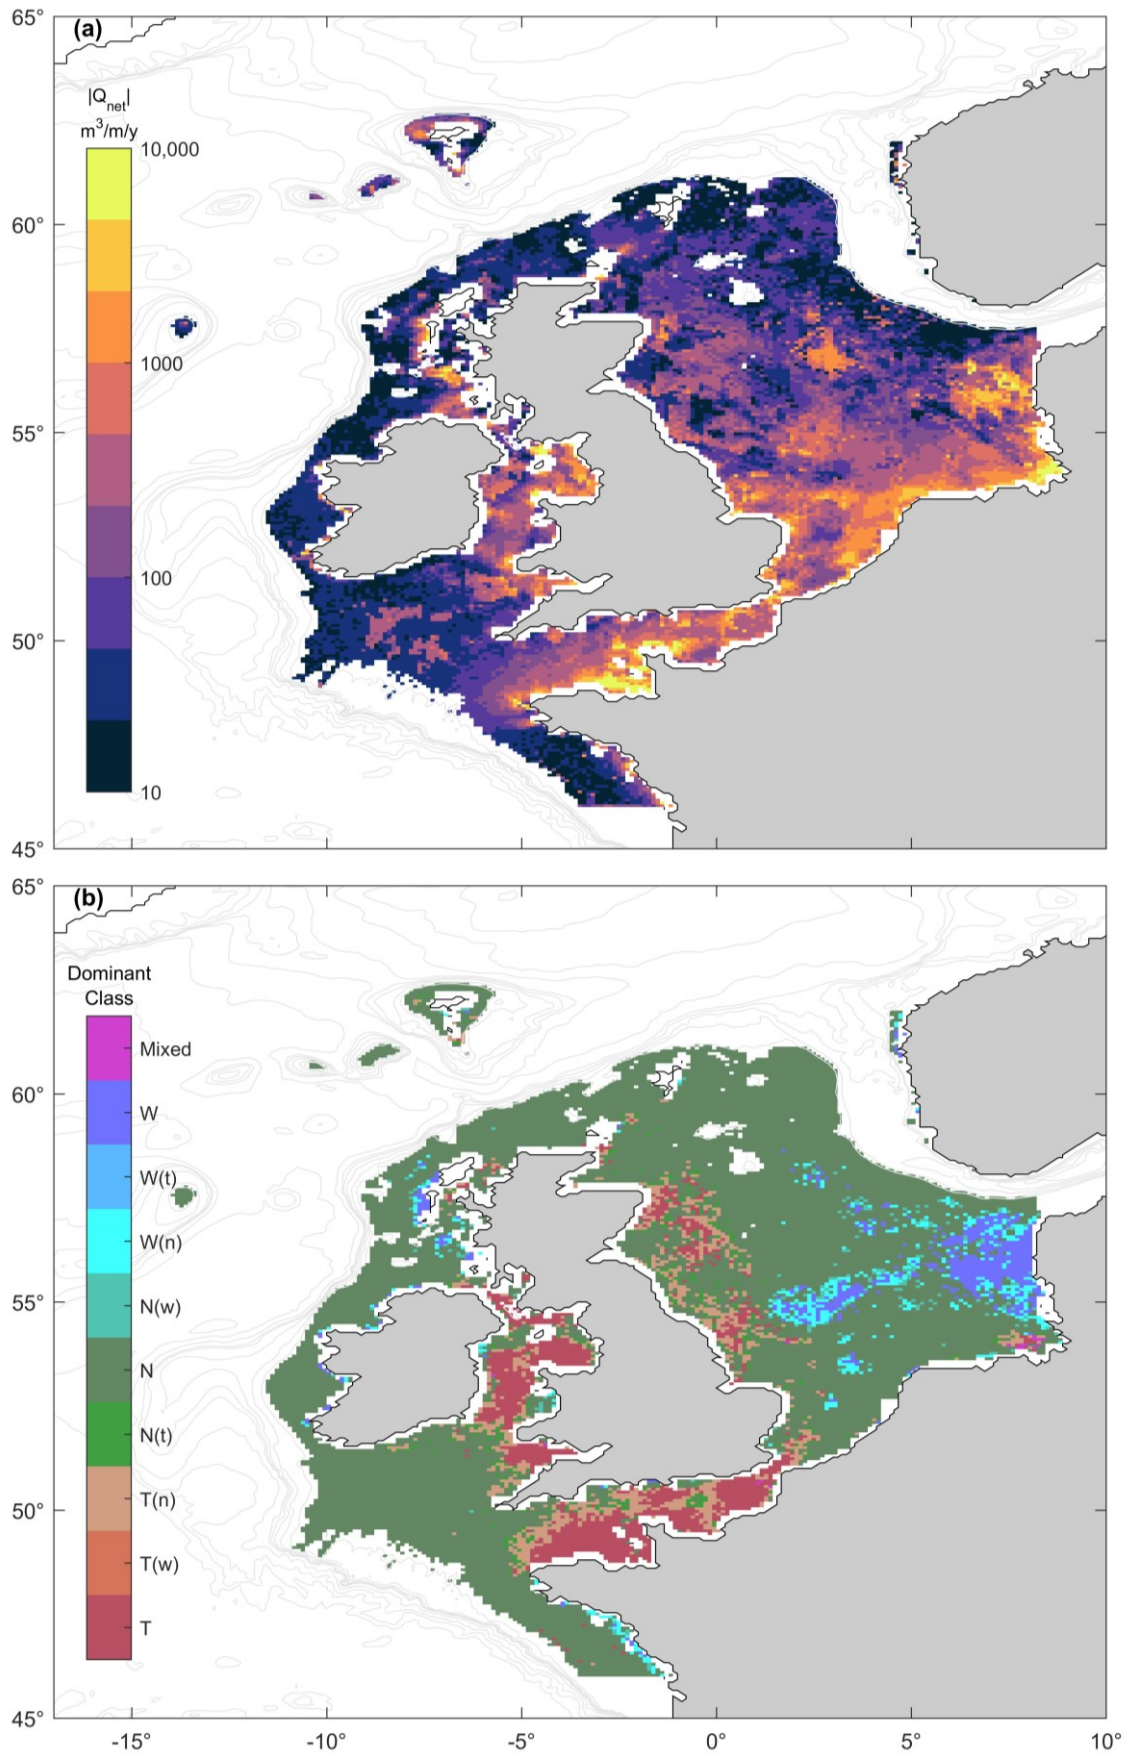 65°
(a)
|Qnet|
m³/m/y
10,000
1000
100
10
60°
55°
50°
45°
65°
(b)
Dominant
Class
Mixed
W
W(t)
W(n)
N(w)
N
N(t)
T(n)
T(w)
T
60°
55°
50°
45°
-15°
-10°
-5°
0°
5°
10°